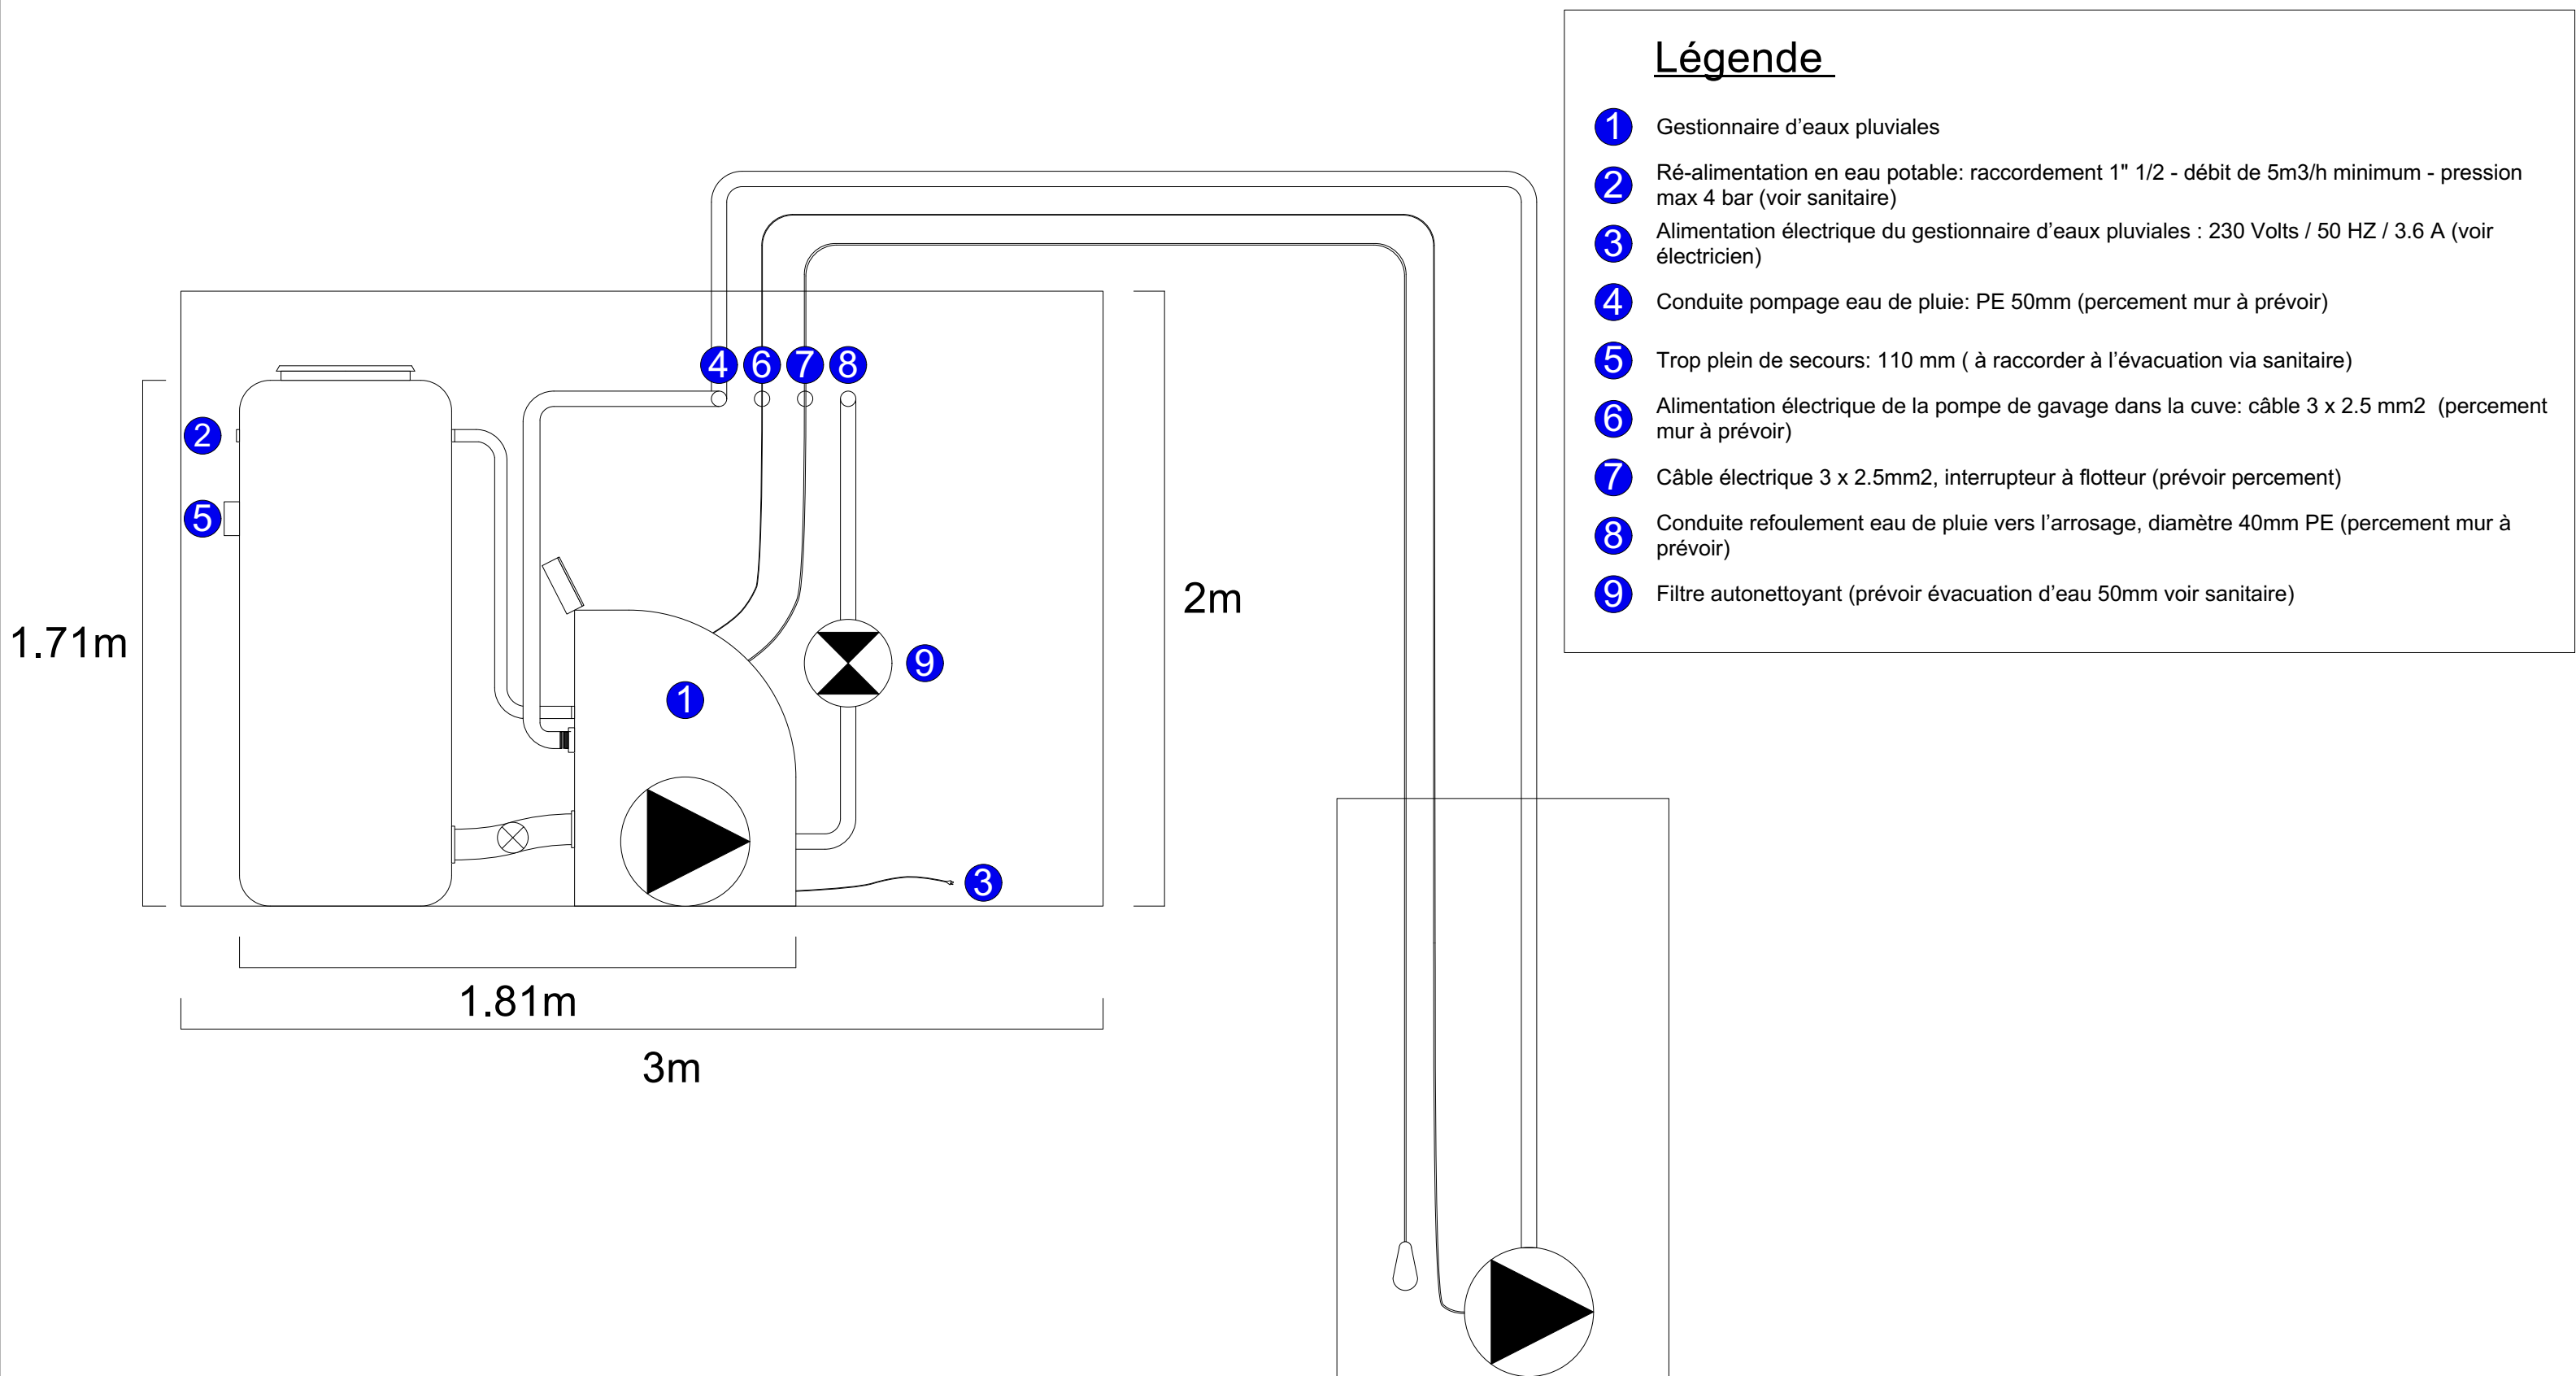 Légende
1 Gestionnaire d'eaux pluviales
2 Ré-alimentation en eau potable: raccordement 1" 1/2 - débit de 5m3/h minimum - pression
max 4 bar (voir sanitaire)
3 Alimentation électrique du gestionnaire d'eaux pluviales : 230 Volts / 50 HZ / 3.6 A (voir
électricien)
4 Conduite pompage eau de pluie: PE 50mm (percement mur à prévoir)
5 Trop plein de secours: 110 mm ( à raccorder à l'évacuation via sanitaire)
6 Alimentation électrique de la pompe de gavage dans la cuve: câble 3 x 2.5 mm2 (percement
mur à prévoir)
7 Câble électrique 3 x 2.5mm2, interrupteur à flotteur (prévoir percement)
8 Conduite refoulement eau de pluie vers l'arrosage, diamètre 40mm PE (percement mur à
prévoir)
9 Filtre autonettoyant (prévoir évacuation d'eau 50mm voir sanitaire)
4 6 7 8
2
5
2m
1.71m
9
1
3
1.81m
3m